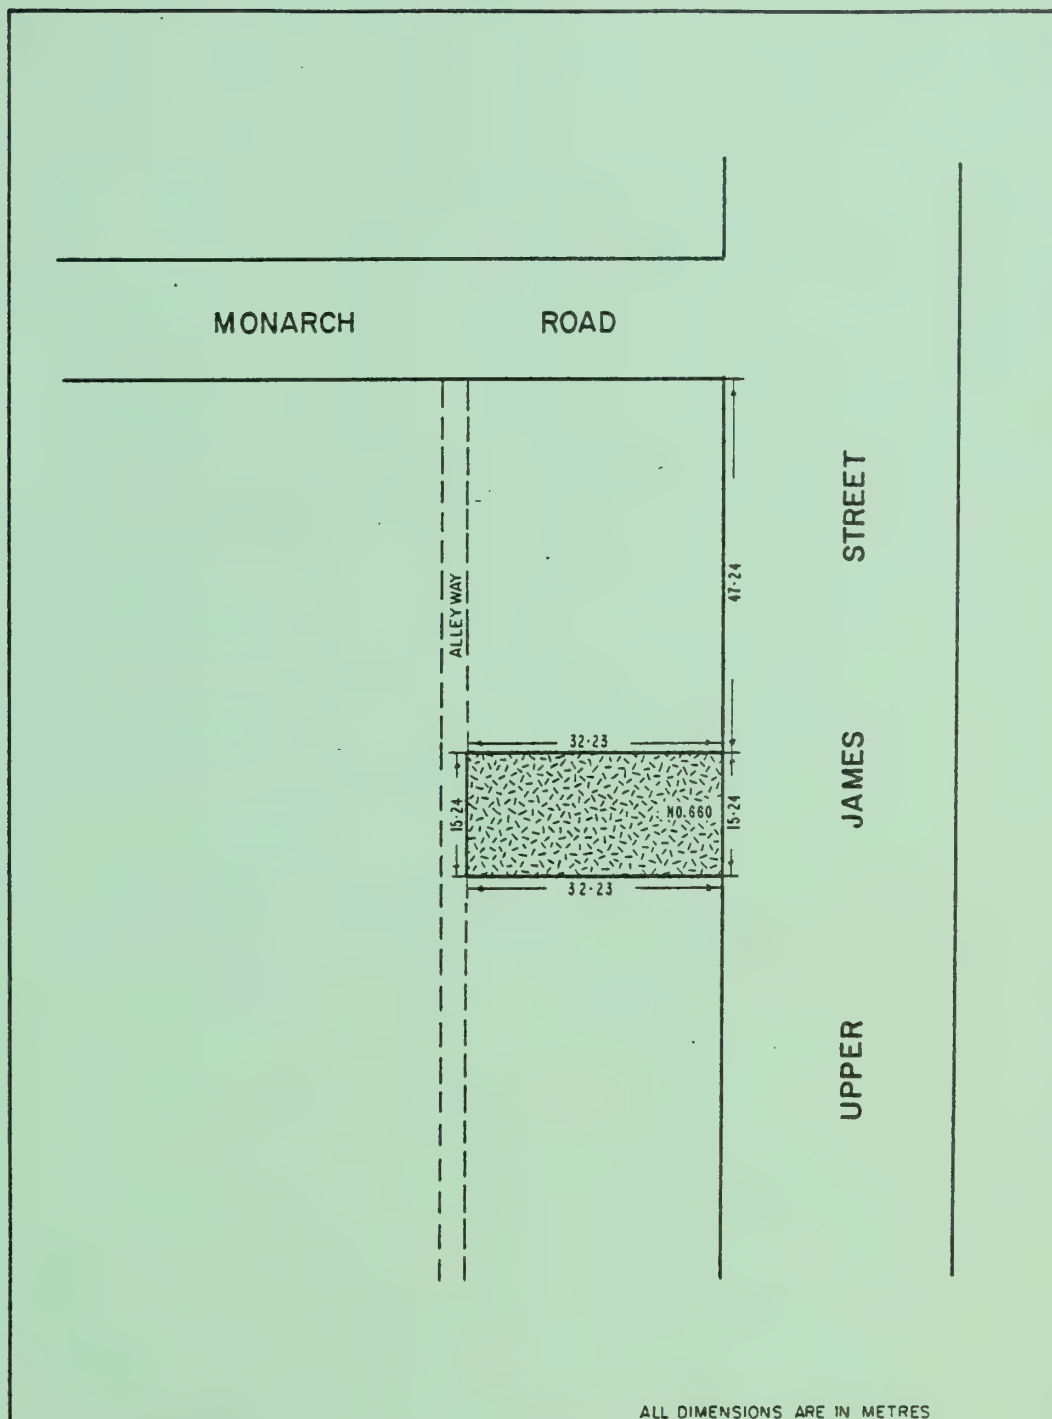 MONARCH ROAD
STREET
ALLEYWAY
47·24
32·23
JAMES
15·24
NO. 660
15·24
32·23
UPPER
ALL DIMENSIONS ARE IN METRES